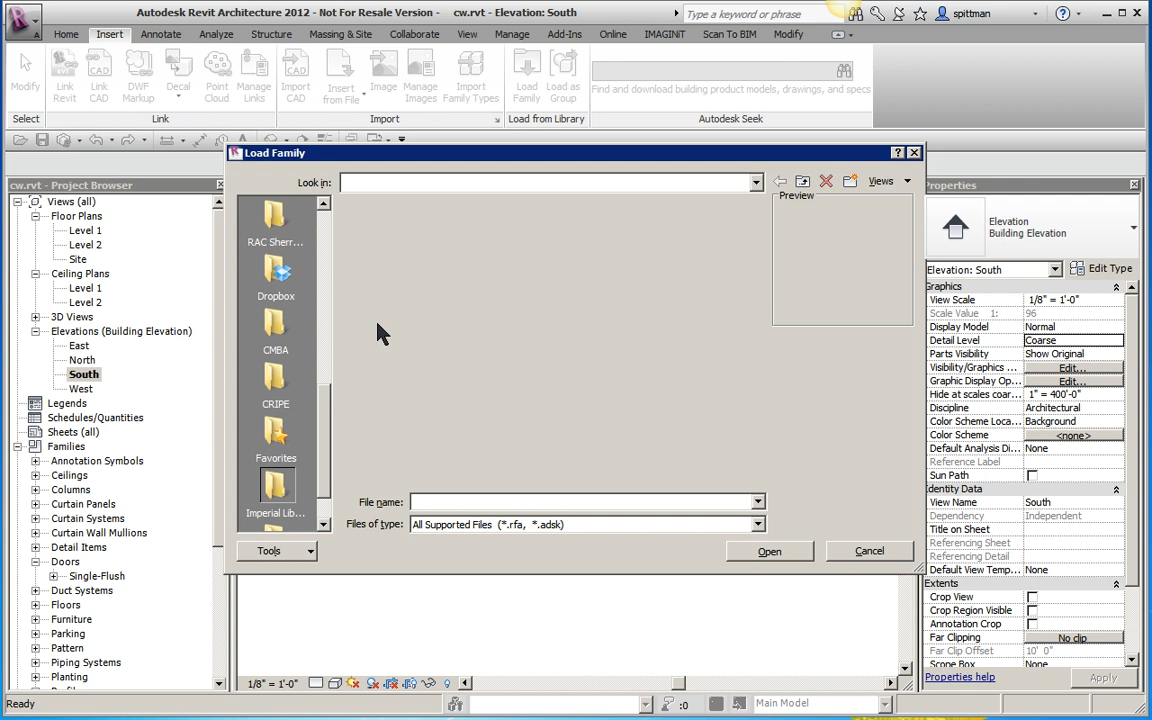 Autodesk Revit Architecture 2012 - Not For Resale Version - cw.rvt - Elevation: South
Type a keyword or phrase
spittman
Home Insert Annotate Analyze Structure Massing & Site Collaborate View Manage Add-Ins Online IMAGINiT Scan To BIM Modify
Modify
Link Revit
Link CAD
DWF Markup
Decal
Point Cloud
Manage Links
Import CAD
Insert from File
Image
Manage Images
Import Family Types
Load Family
Load as Group
Find and download building product models, drawings, and specs
Select Link Import Load from Library Autodesk Seek
cw.rvt - Project Browser
Views (all)
Floor Plans
Level 1
Level 2
Site
Ceiling Plans
Level 1
Level 2
3D Views
Elevations (Building Elevation)
East
North
South
West
Legends
Schedules/Quantities
Sheets (all)
Families
Annotation Symbols
Ceilings
Columns
Curtain Panels
Curtain Systems
Curtain Wall Mullions
Detail Items
Doors
Single-Flush
Duct Systems
Floors
Furniture
Parking
Pattern
Piping Systems
Planting
Load Family
Look in:
Views
Preview
RAC Sherr...
Dropbox
CMBA
CRIPE
Favorites
Imperial Lib...
File name:
Files of type: All Supported Files (*.rfa, *.adsk)
Tools
Open
Cancel
Properties
Elevation
Building Elevation
Elevation: South
Edit Type
Graphics
View Scale 1/8" = 1'-0"
Scale Value 1: 96
Display Model Normal
Detail Level Coarse
Parts Visibility Show Original
Visibility/Graphics ... Edit...
Graphic Display Op... Edit...
Hide at scales coar... 1" = 400'-0"
Discipline Architectural
Color Scheme Loca... Background
Color Scheme <none>
Default Analysis Di... None
Reference Label
Sun Path
Identity Data
View Name South
Dependency Independent
Title on Sheet
Referencing Sheet
Referencing Detail
Default View Temp... None
Extents
Crop View
Crop Region Visible
Annotation Crop
Far Clipping No clip
Far Clip Offset 10' 0"
Scope Box None
Properties help
Apply
1/8" = 1'-0"
Ready
:0
Main Model